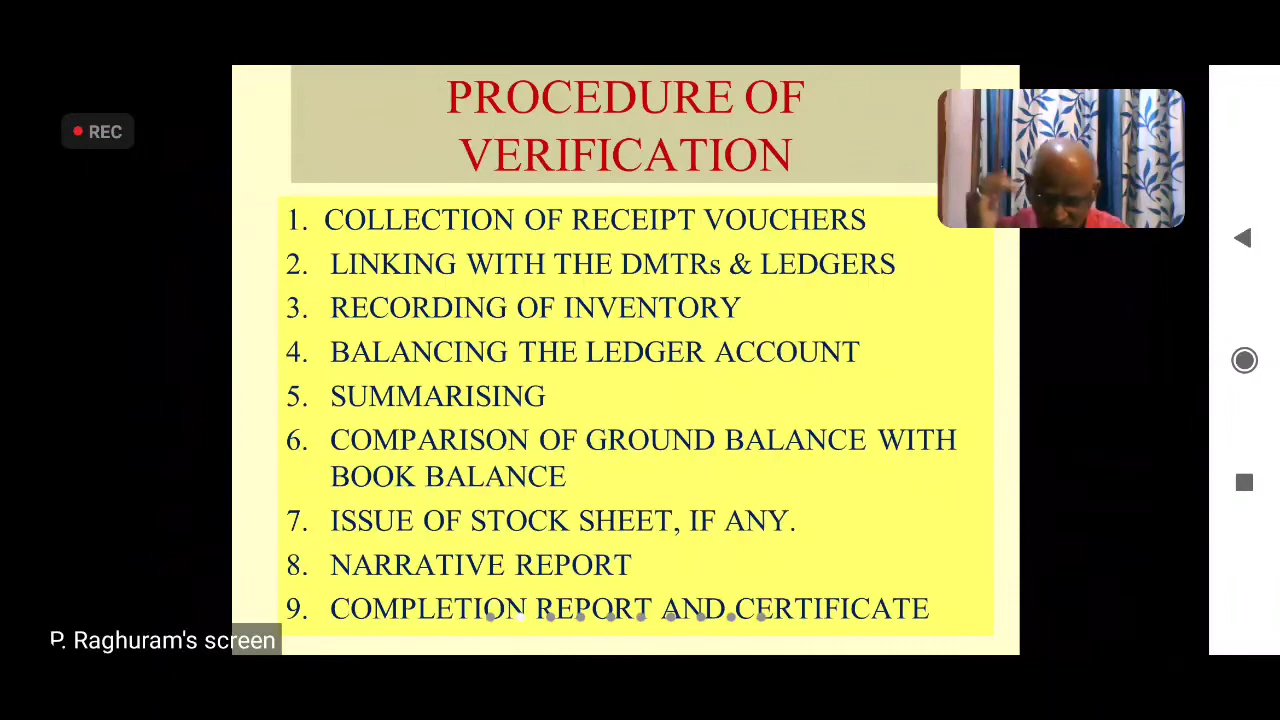 PROCEDURE OF
VERIFICATION
REC
1. COLLECTION OF RECEIPT VOUCHERS
2. LINKING WITH THE DMTRs & LEDGERS
3. RECORDING OF INVENTORY
4. BALANCING THE LEDGER ACCOUNT
5. SUMMARISING
6. COMPARISON OF GROUND BALANCE WITH
BOOK BALANCE
7. ISSUE OF STOCK SHEET, IF ANY.
8. NARRATIVE REPORT
9. COMPLETION REPORT AND CERTIFICATE
P. Raghuram's screen